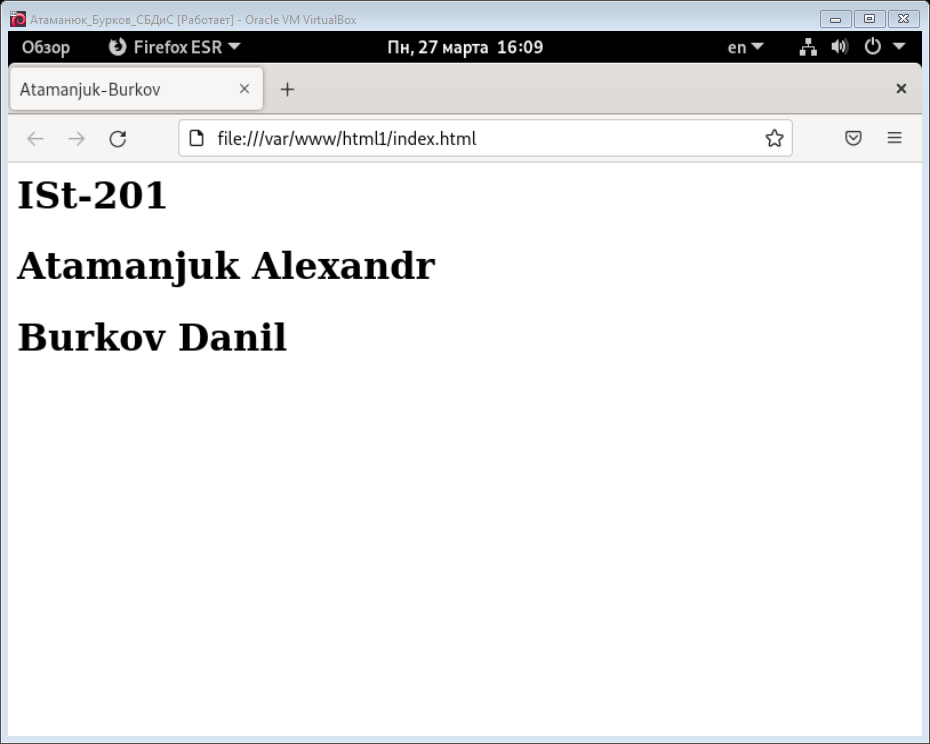 Атаманюк_Бурков_СБДиС [Работает] - Oracle VM VirtualBox
Обзор Firefox ESR Пн, 27 марта 16:09 en
Atamanjuk-Burkov
file:///var/www/html1/index.html
ISt-201
Atamanjuk Alexandr
Burkov Danil